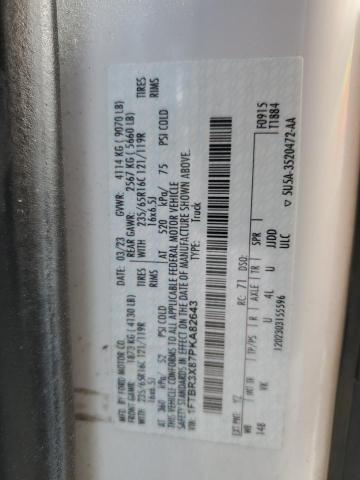 MFD. BY FORD MOTOR CO.
DATE: 03/23 GVWR: 4114 KG ( 9070 LB)
FRONT GAWR: 1873 KG ( 4130 LB) REAR GAWR: 2567 KG ( 5660 LB)
235/65R16C 121/119R TIRES WITH 235/65R16C 121/119R TIRES
16x6.5J RIMS 16x6.5J RIMS
AT 360 kPa/ 52 PSI COLD AT 520 kPa/ 75 PSI COLD
THIS VEHICLE CONFORMS TO ALL APPLICABLE FEDERAL MOTOR VEHICLE
SAFETY STANDARDS IN EFFECT ON THE DATE OF MANUFACTURE SHOWN ABOVE.
VIN: 1FTBR3X87PKA82643 TYPE: Truck
F0915
T1884
EXT PNT: YZ RC: 71 DSO:
WB INT TR TP/PS R AXLE TR SPR
148 VK U 4L U JJDD
1202303155596 ULC
5U5A-3520472-AA